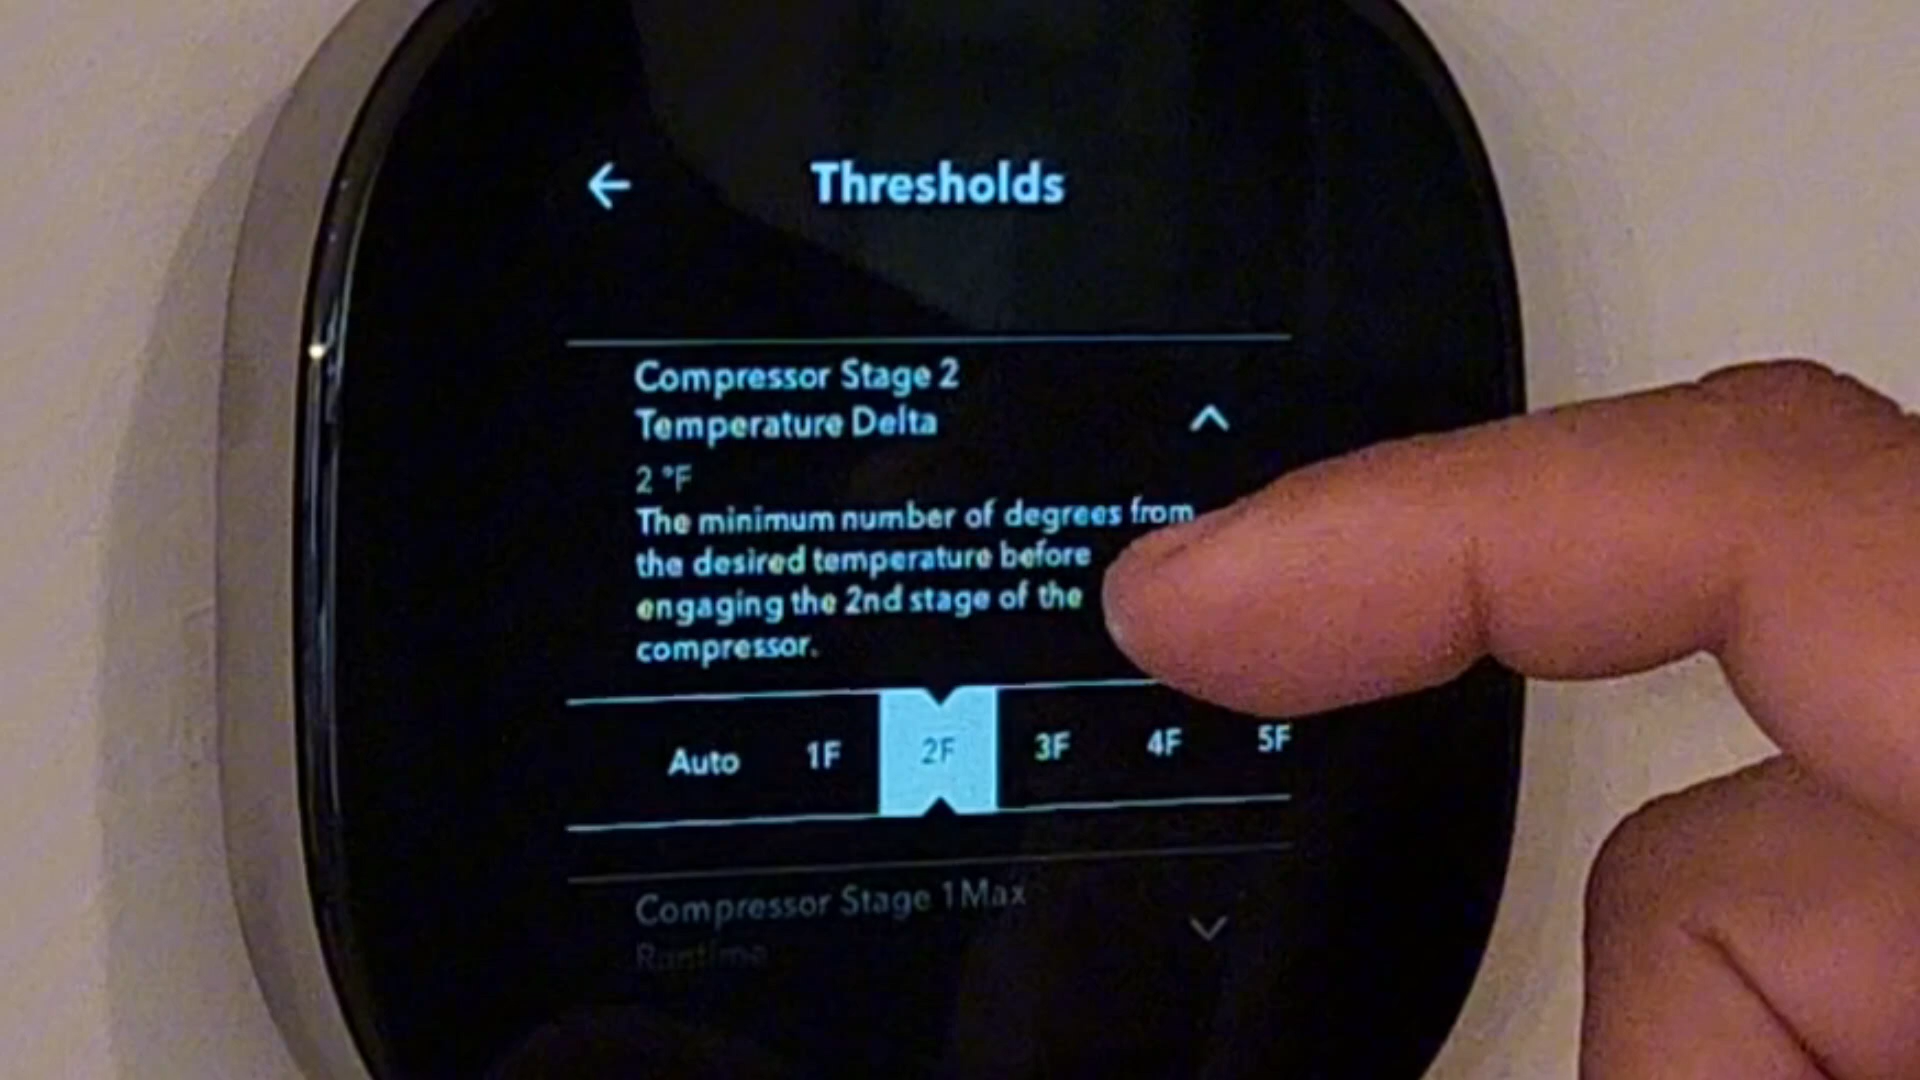 Thresholds
Compressor Stage 2
Temperature Delta
2 °F
The minimum number of degrees from
the desired temperature before
engaging the 2nd stage of the
compressor.
Auto 1F 2F 3F 4F 5F
Compressor Stage 1 Max
Runtime